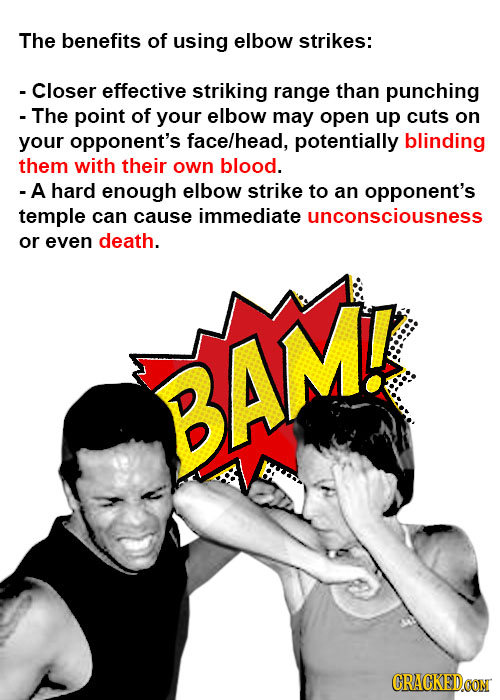 The benefits of using elbow strikes:
- Closer effective striking range than punching
- The point of your elbow may open up cuts on
your opponent's face/head, potentially blinding
them with their own blood.
- A hard enough elbow strike to an opponent's
temple can cause immediate unconsciousness
or even death.
BAM!
CRACKED.COM